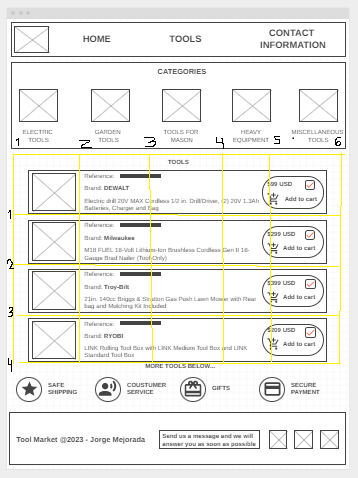 HOME TOOLS CONTACT INFORMATION
CATEGORIES
ELECTRIC TOOLS
GARDEN TOOLS
TOOLS FOR MASON
HEAVY EQUIPMENT
MISCELLANEOUS TOOLS
1 2 3 4 5 6
TOOLS
1
Reference:
Brand: DEWALT
Electric drill 20V MAX Cordless 1/2 in. Drill/Driver, (2) 20V 1.3Ah
Batteries, Charger and Bag
$99 USD
Add to cart
2
Reference:
Brand: Milwaukee
M18 FUEL 18-Volt Lithium-Ion Brushless Cordless Gen II 18-
Gauge Brad Nailer (Tool-Only)
$299 USD
Add to cart
3
Reference:
Brand: Troy-Bilt
21in. 140cc Briggs & Stratton Gas Push Lawn Mower with Rear
bag and Mulching Kit Included
$399 USD
Add to cart
4
Reference:
Brand: RYOBI
LINK Rolling Tool Box with LINK Medium Tool Box and LINK
Standard Tool Box
$209 USD
Add to cart
MORE TOOLS BELOW...
SAFE SHIPPING
COUSTUMER SERVICE
GIFTS
SECURE PAYMENT
Tool Market @2023 - Jorge Mejorada
Send us a message and we will
answer you as soon as possible